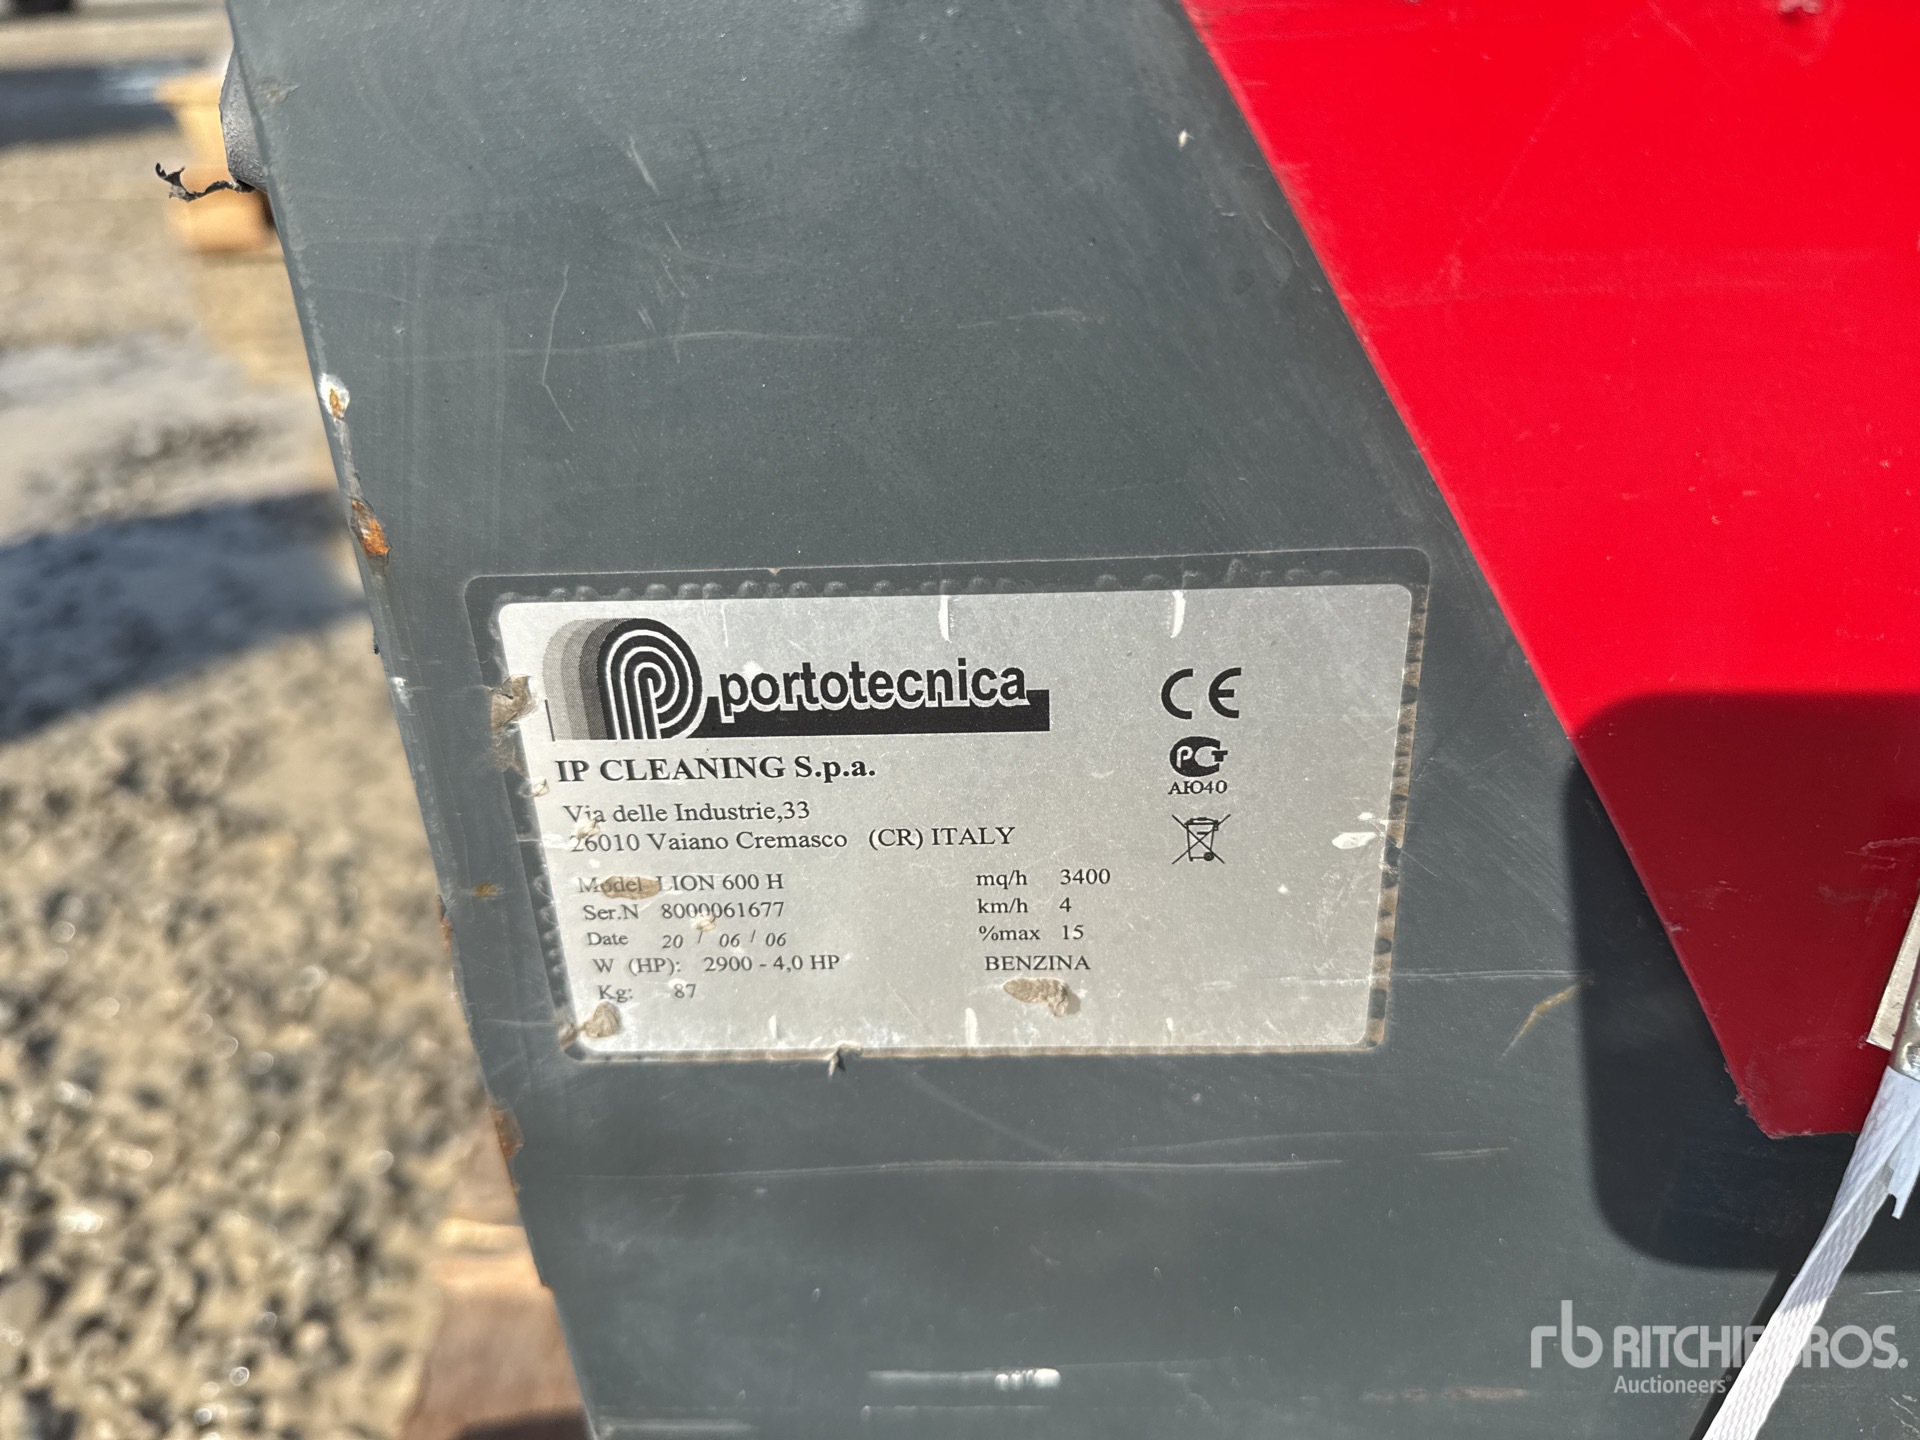 portotecnica
CE
IP CLEANING S.p.a.
PCT
AIO40
Via delle Industrie,33
26010 Vaiano Cremasco (CR) ITALY
Model LION 600 H
Ser.N 8000061677
Date 20 / 06 / 06
W (HP): 2900 - 4,0 HP
Kg: 87
mq/h 3400
km/h 4
%max 15
BENZINA
rb RITCHIE BROS.
Auctioneers